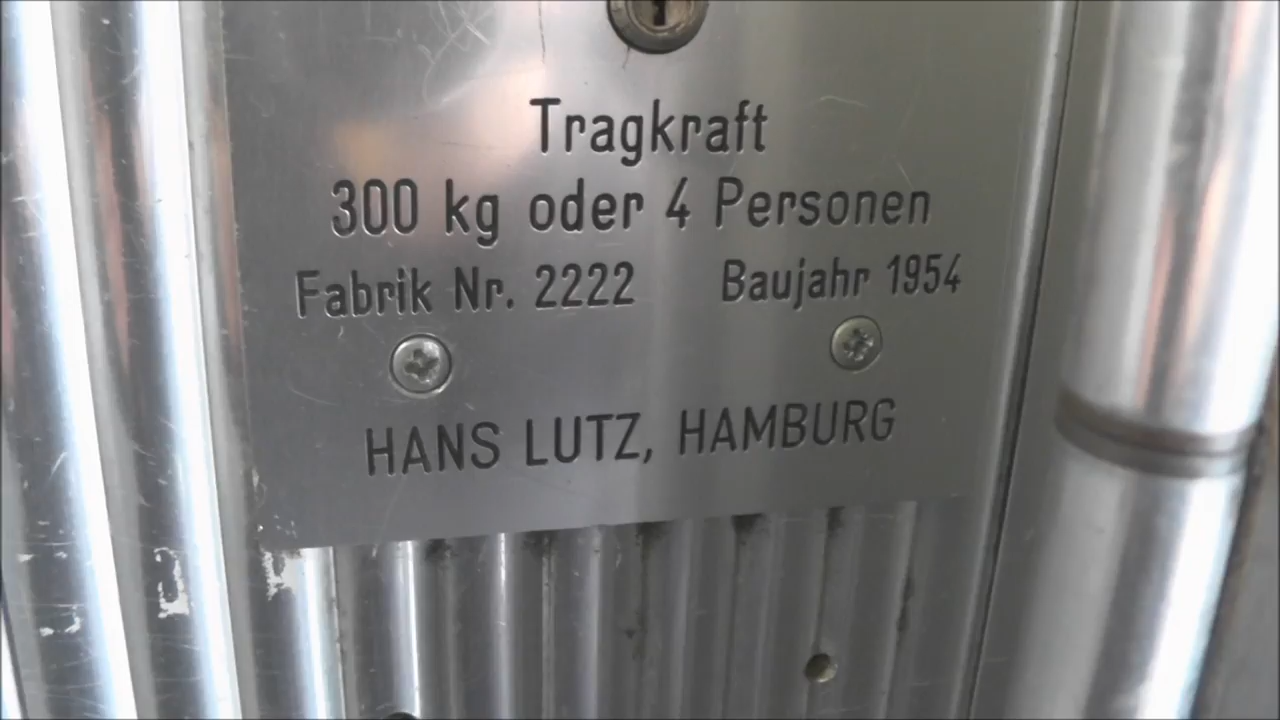 Tragkraft
300 kg oder 4 Personen
Fabrik Nr. 2222 Baujahr 1954
HANS LUTZ, HAMBURG